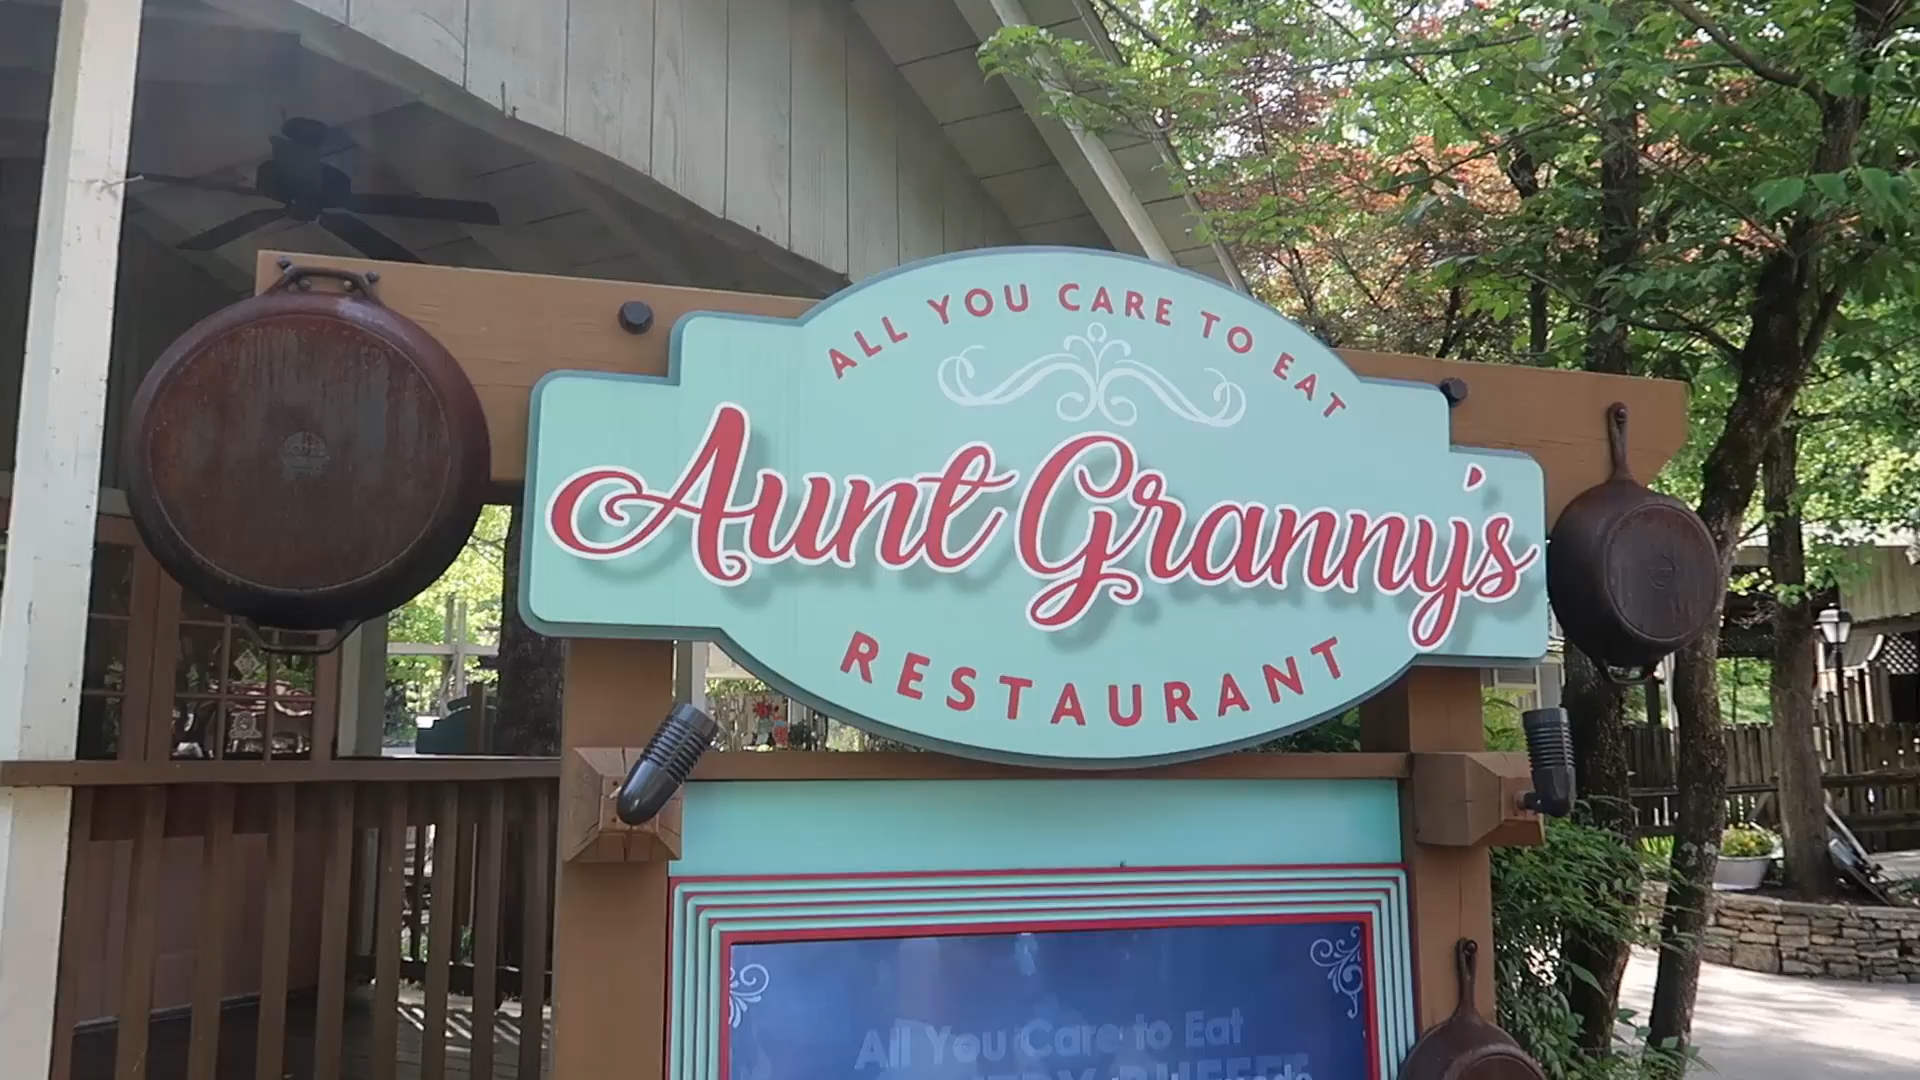 ALL YOU CARE TO EAT
Aunt Granny's
RESTAURANT
All You Care to Eat